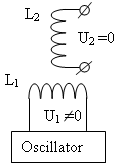 L₂
U₂=0
L₁
U₁≠0
Oscillator